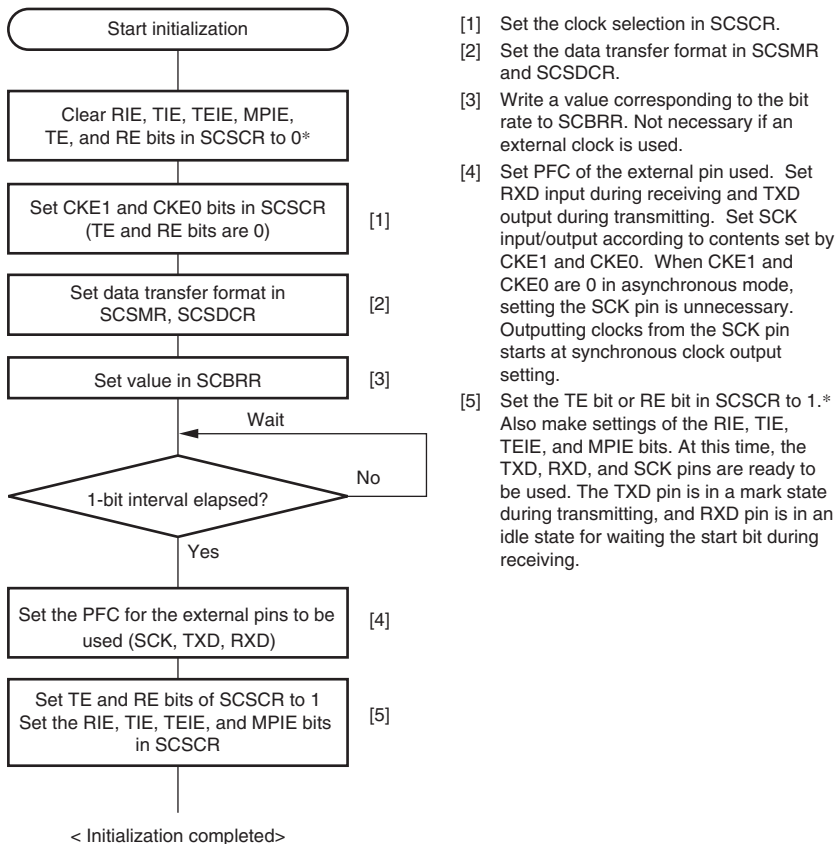 Start initialization
Clear RIE, TIE, TEIE, MPIE,
TE, and RE bits in SCSCR to 0*
Set CKE1 and CKE0 bits in SCSCR
(TE and RE bits are 0)
[1]
Set data transfer format in
SCSMR, SCSDCR
[2]
Set value in SCBRR
[3]
Wait
1-bit interval elapsed?
No
Yes
Set the PFC for the external pins to be
used (SCK, TXD, RXD)
[4]
Set TE and RE bits of SCSCR to 1
Set the RIE, TIE, TEIE, and MPIE bits
in SCSCR
[5]
< Initialization completed>
[1] Set the clock selection in SCSCR.
[2] Set the data transfer format in SCSMR
and SCSDCR.
[3] Write a value corresponding to the bit
rate to SCBRR. Not necessary if an
external clock is used.
[4] Set PFC of the external pin used. Set
RXD input during receiving and TXD
output during transmitting. Set SCK
input/output according to contents set by
CKE1 and CKE0. When CKE1 and
CKE0 are 0 in asynchronous mode,
setting the SCK pin is unnecessary.
Outputting clocks from the SCK pin
starts at synchronous clock output
setting.
[5] Set the TE bit or RE bit in SCSCR to 1.*
Also make settings of the RIE, TIE,
TEIE, and MPIE bits. At this time, the
TXD, RXD, and SCK pins are ready to
be used. The TXD pin is in a mark state
during transmitting, and RXD pin is in an
idle state for waiting the start bit during
receiving.